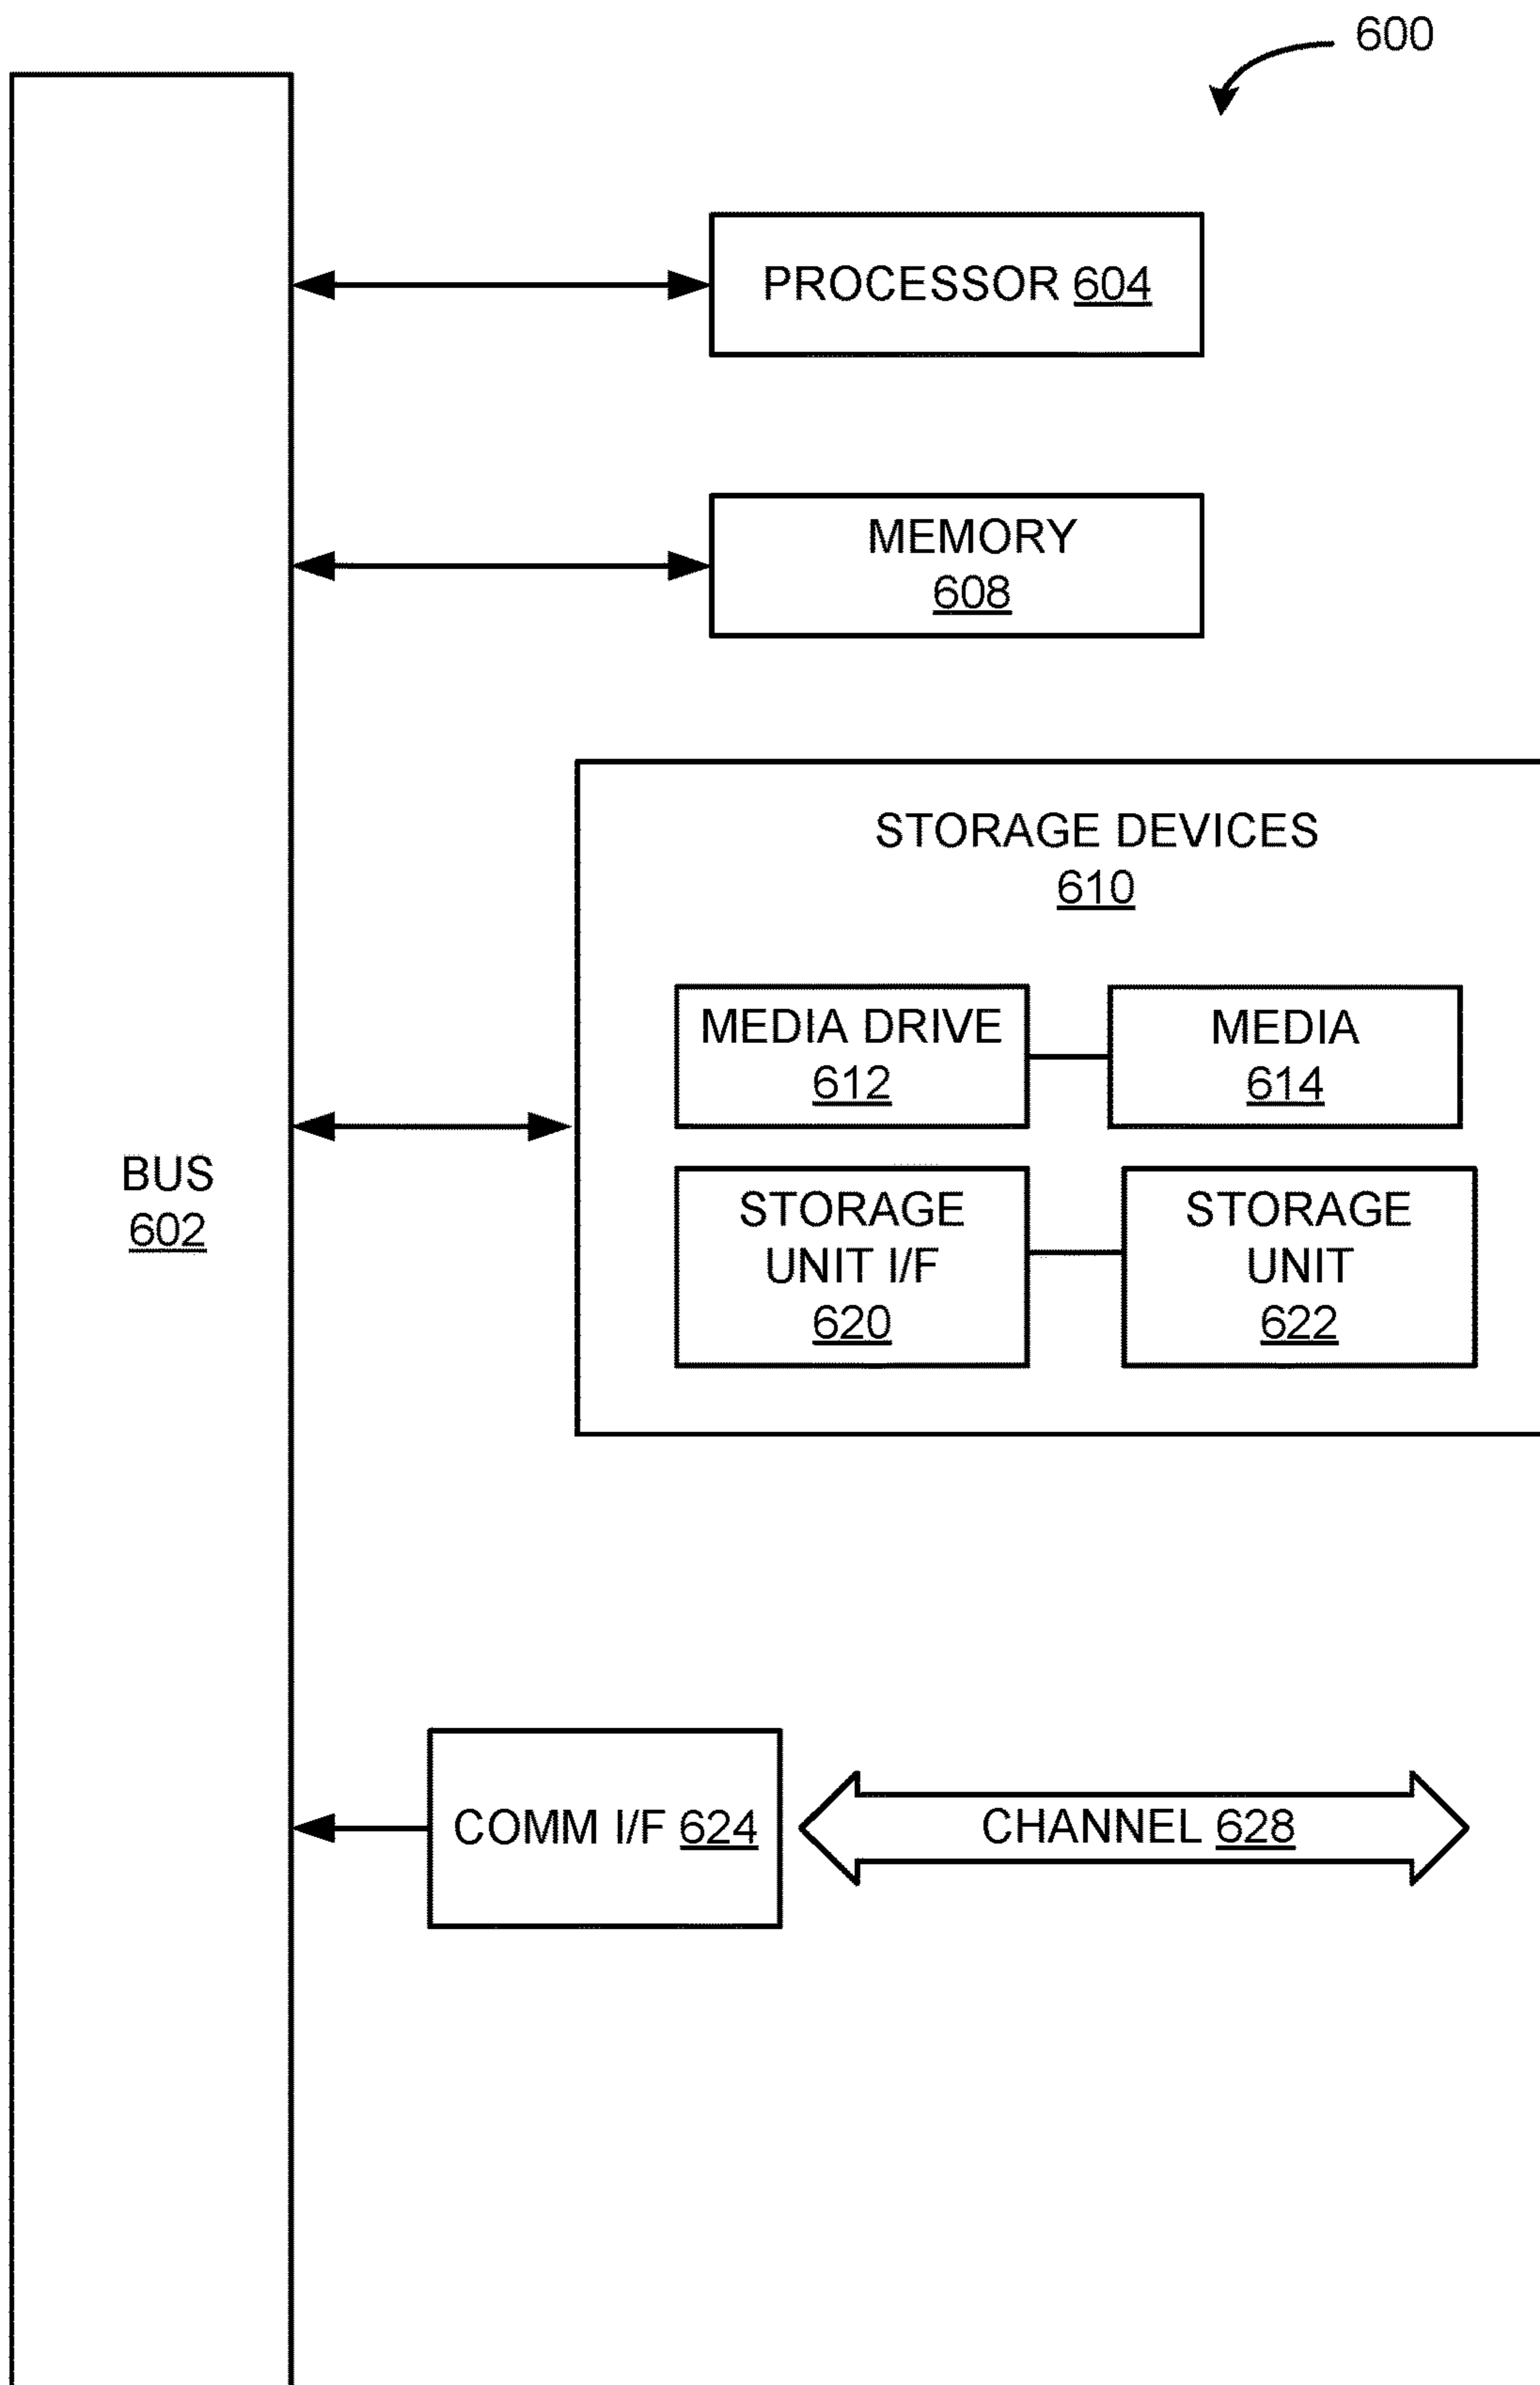 600
PROCESSOR 604
MEMORY
608
STORAGE DEVICES
610
MEDIA DRIVE
612
MEDIA
614
BUS
602
STORAGE
UNIT I/F
620
STORAGE
UNIT
622
COMM I/F 624
CHANNEL 628